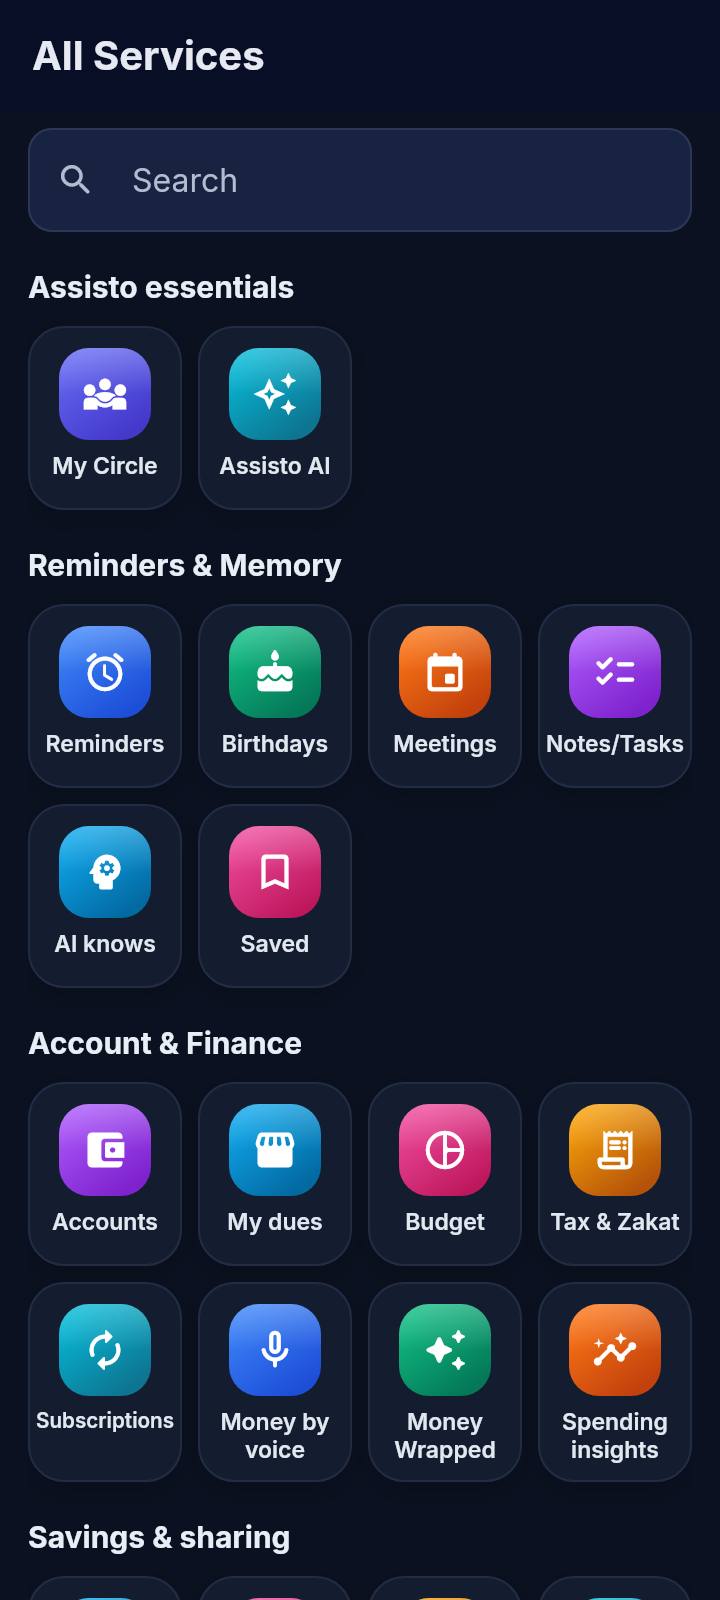 All Services
Search
Assisto essentials
My Circle
Assisto AI
Reminders & Memory
Reminders
Birthdays
Meetings
Notes/Tasks
AI knows
Saved
Account & Finance
Accounts
My dues
Budget
Tax & Zakat
Subscriptions
Money by
voice
Money
Wrapped
Spending
insights
Savings & sharing